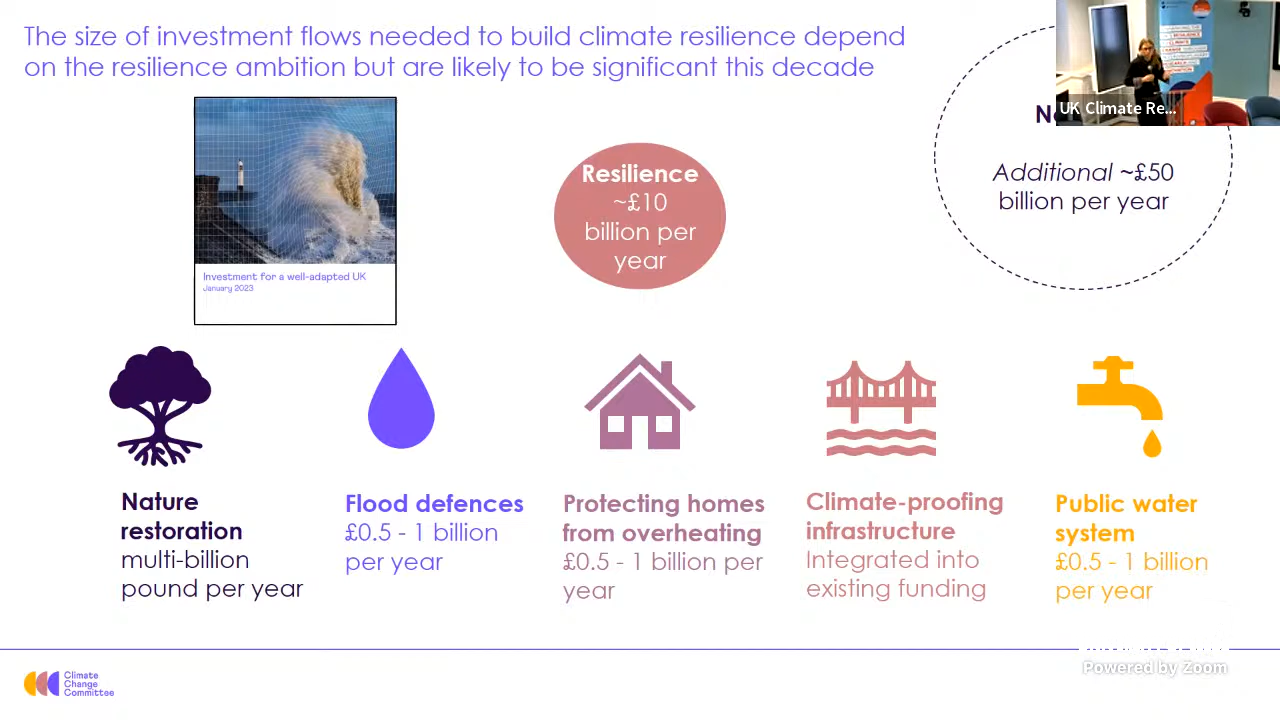 The size of investment flows needed to build climate resilience depend
on the resilience ambition but are likely to be significant this decade
UK Climate Re...
Additional ~£50
billion per year
Investment for a well-adapted UK
January 2023
Resilience
~£10
billion per
year
Nature
restoration
multi-billion
pound per year
Flood defences
£0.5 - 1 billion
per year
Protecting homes
from overheating
£0.5 - 1 billion per
year
Climate-proofing
infrastructure
Integrated into
existing funding
Public water
system
£0.5 - 1 billion
per year
Climate
Change
Committee
Powered by Zoom